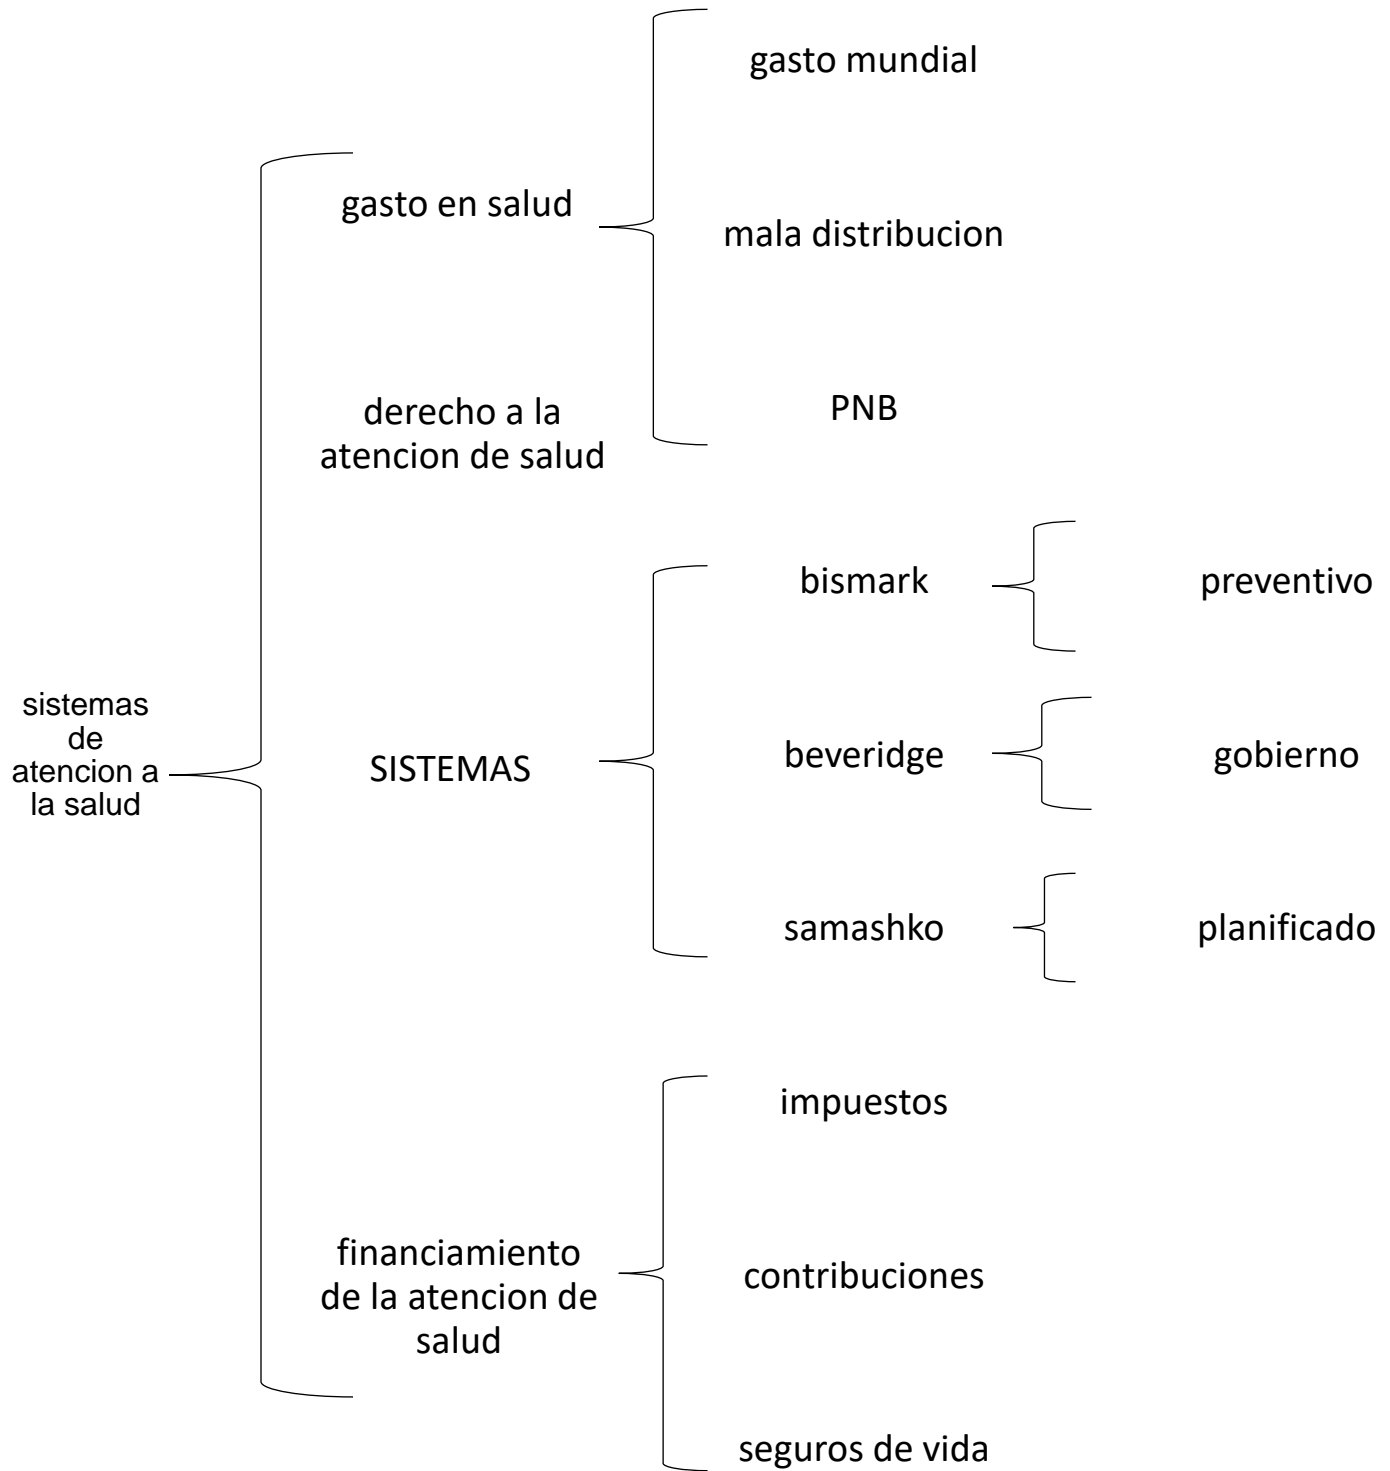 sistemas
de
atencion a
la salud
gasto en salud
gasto mundial
mala distribucion
PNB
derecho a la
atencion de salud
SISTEMAS
bismark
preventivo
beveridge
gobierno
samashko
planificado
financiamiento
de la atencion de
salud
impuestos
contribuciones
seguros de vida